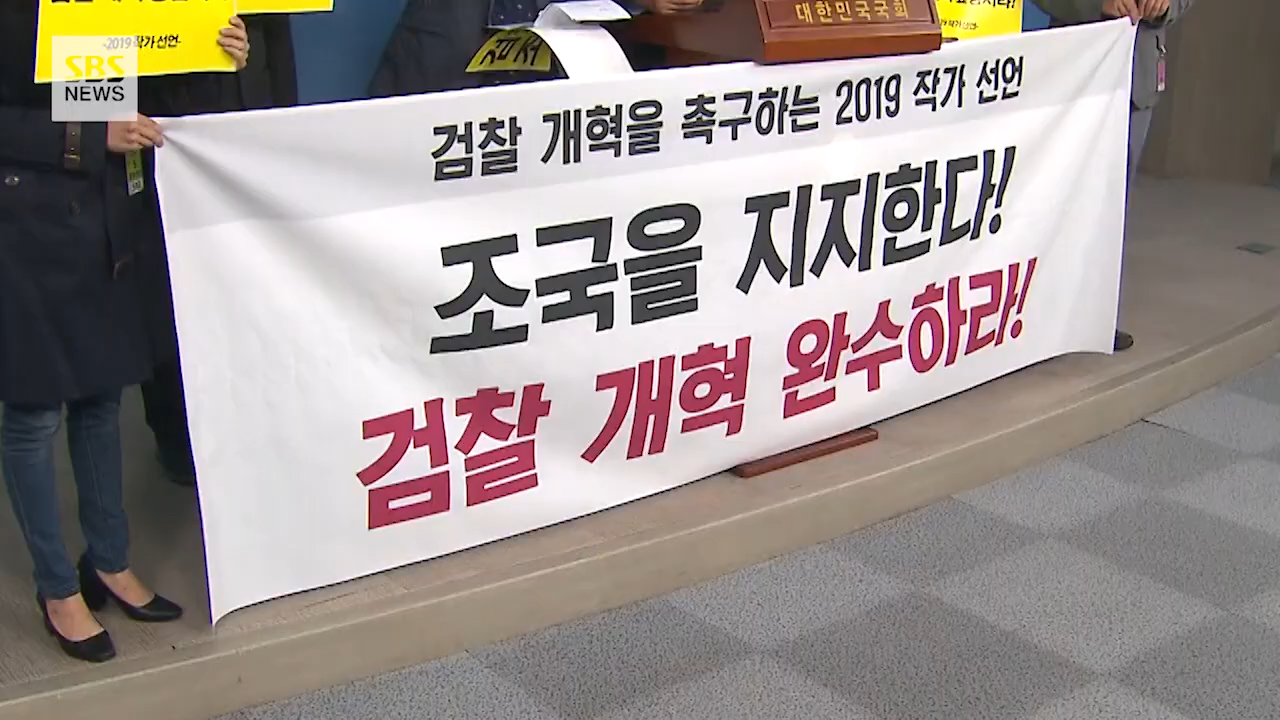 -2019 작가 선언-
SBS
NEWS
대한민국국회
검찰 개혁을 촉구하는 2019 작가 선언
조국을 지지한다!
검찰 개혁 완수하라!